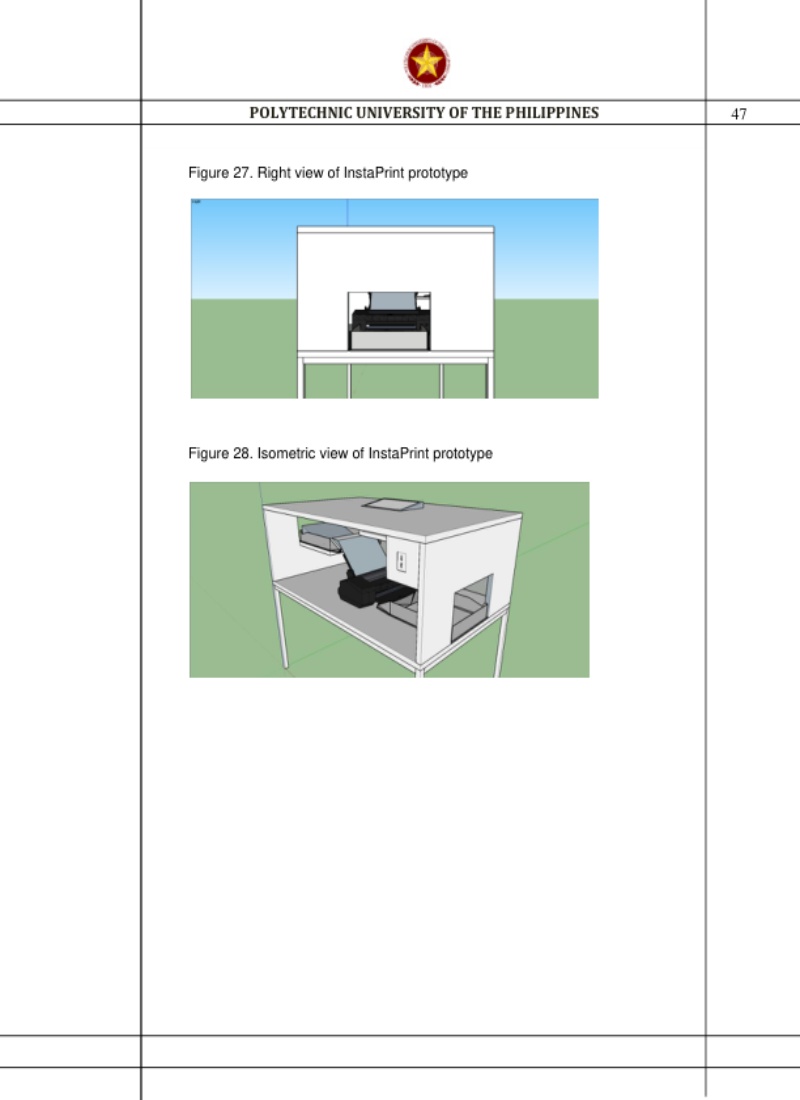 POLYTECHNIC UNIVERSITY OF THE PHILIPPINES
47
Figure 27. Right view of InstaPrint prototype
Figure 28. Isometric view of InstaPrint prototype